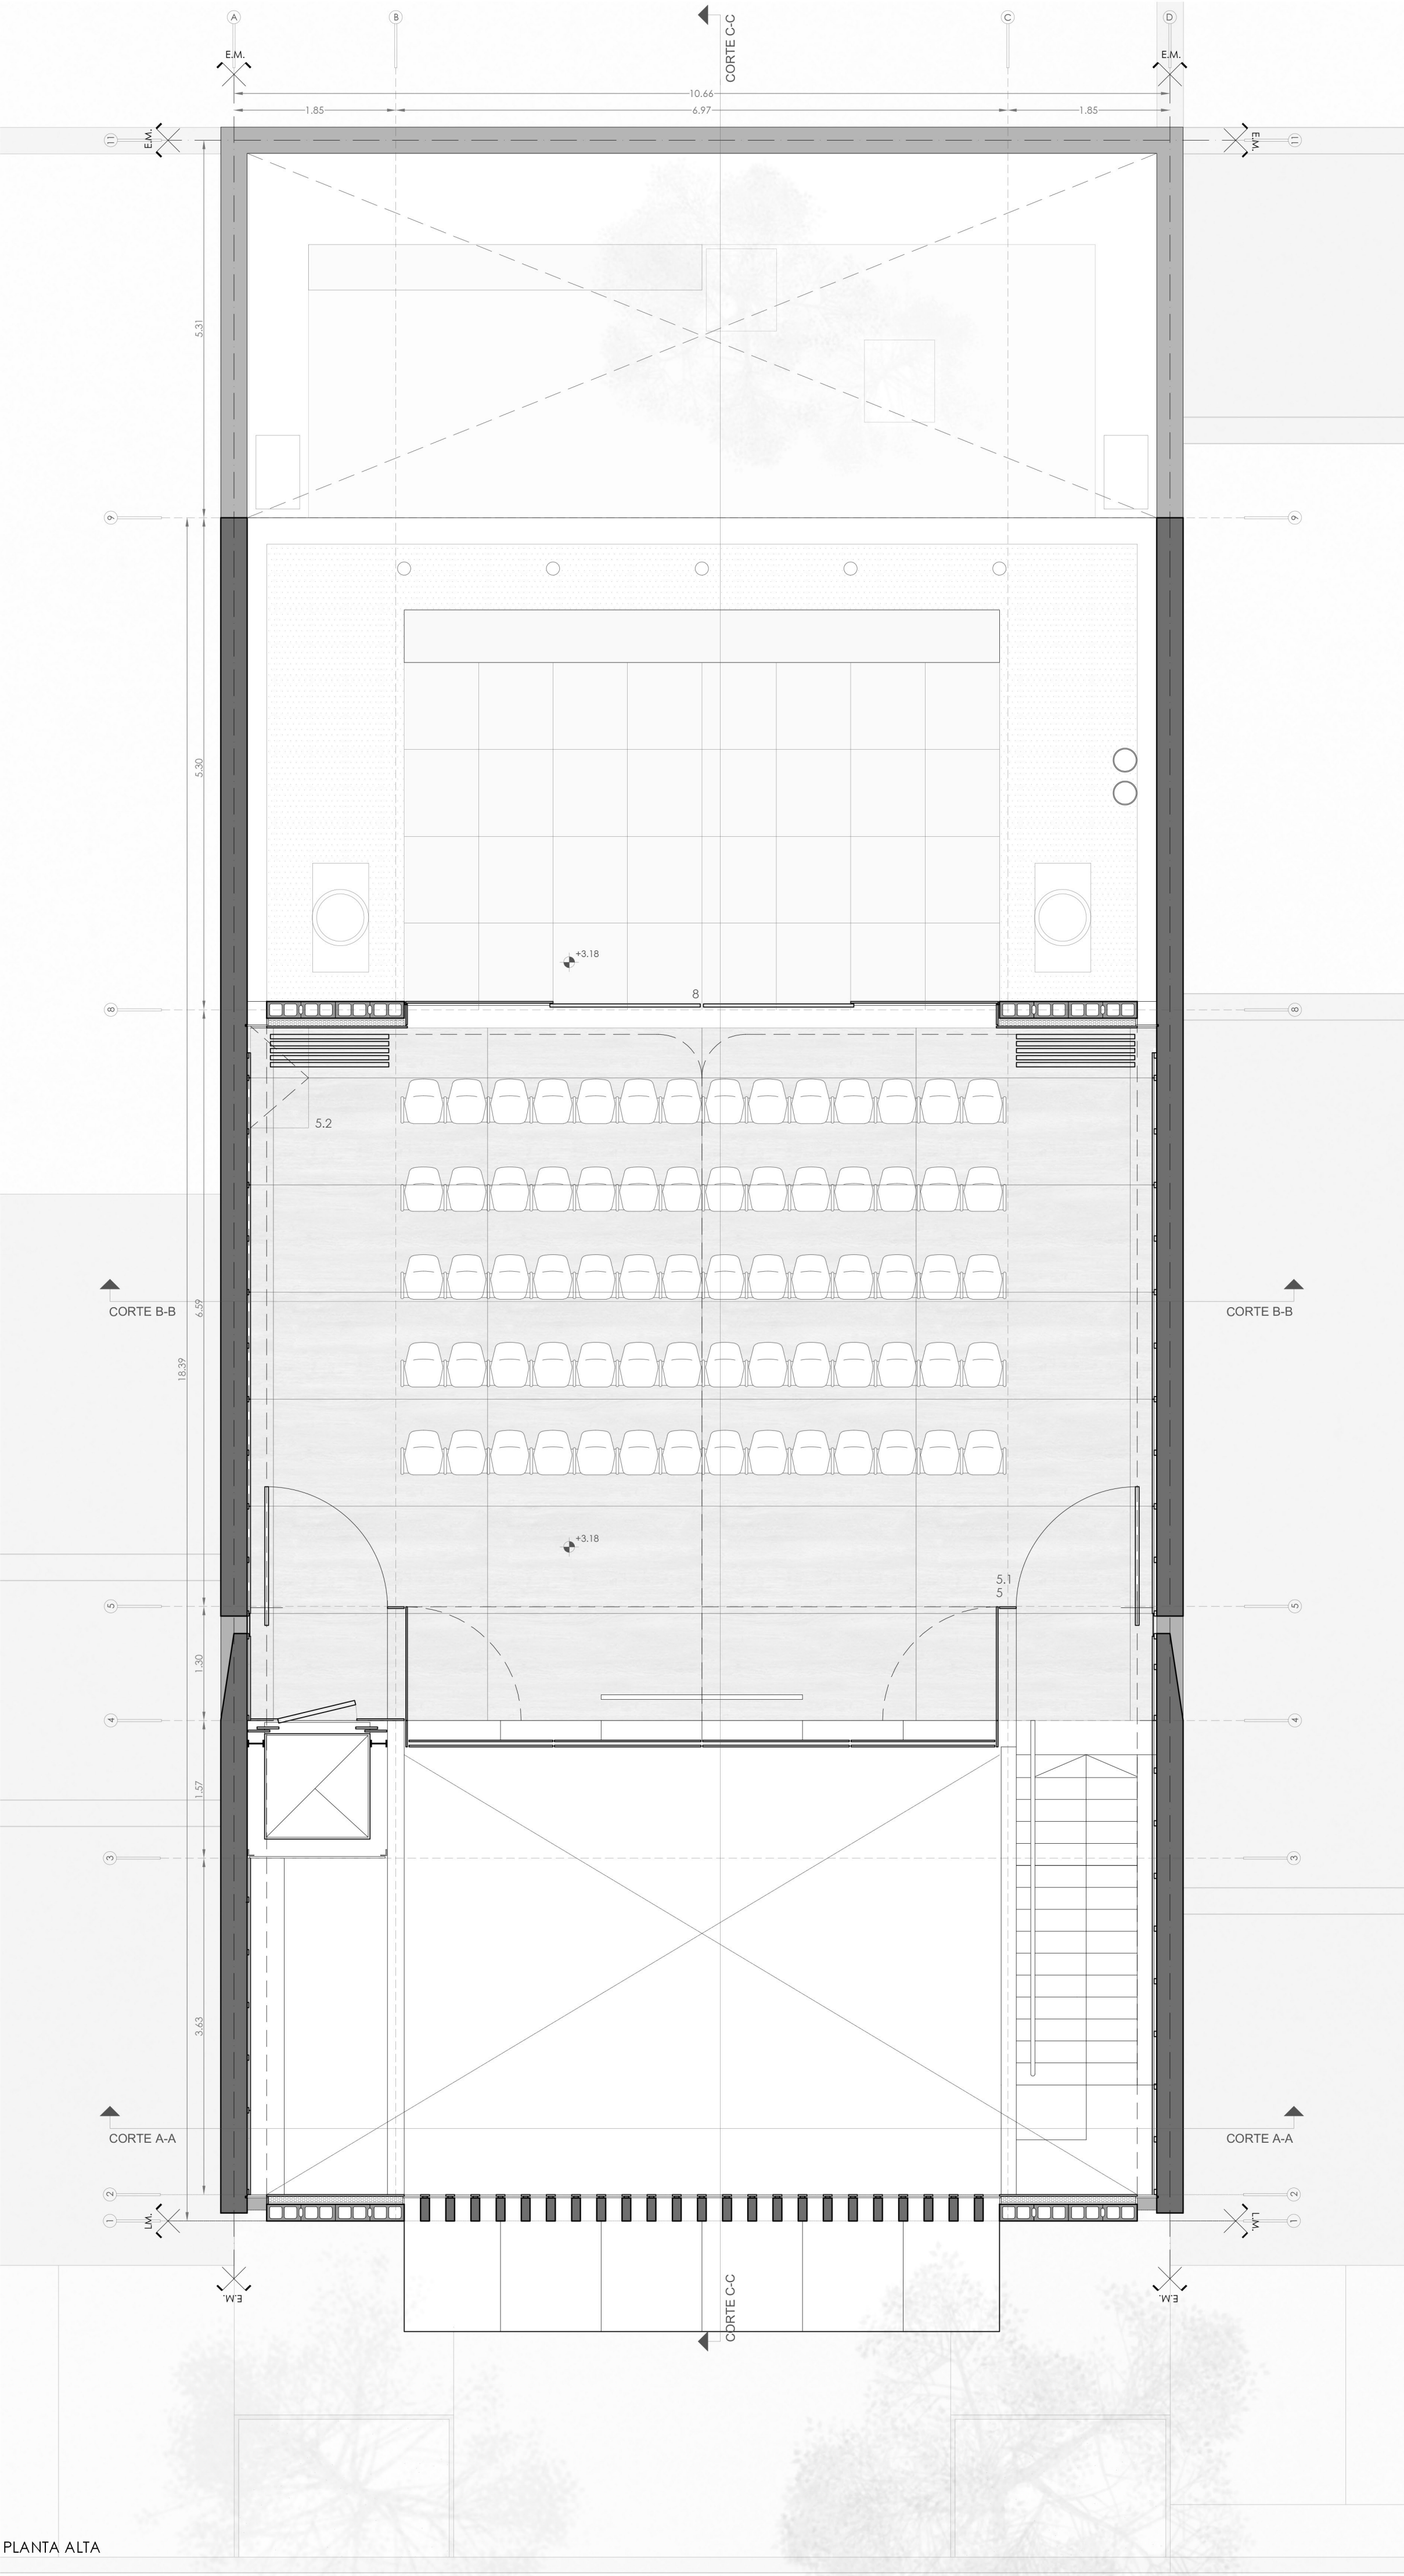 A
B
CORTE C-C
C
D
E.M.
E.M.
10.66
1.85
6.97
1.85
11
E.M.
E.M.
11
5.31
9
9
5.30
+3.18
8
8
8
5.2
CORTE B-B
CORTE B-B
6.59
18.39
+3.18
5.1
5
5
5
1.30
4
4
1.57
3
3
3.63
CORTE A-A
CORTE A-A
2
2
1
L.M.
L.M.
1
E.M.
E.M.
CORTE C-C
PLANTA ALTA